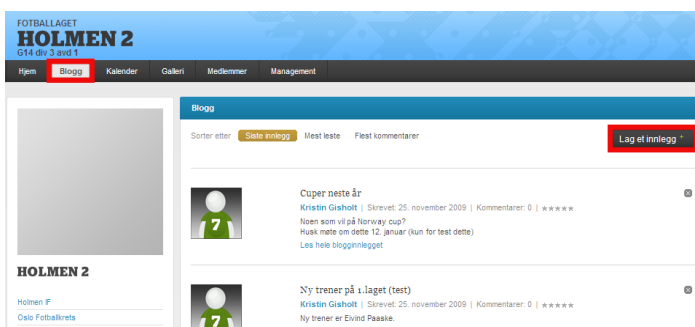 FOTBALLAGET
HOLMEN 2
G14 div 3 avd 1
Hjem Blogg Kalender Galleri Medlemmer Management
Blogg
Sorter etter Siste innlegg Mest leste Flest kommentarer
Lag et innlegg +
Cuper neste år
Kristin Gisholt | Skrevet: 25. november 2009 | Kommentarer: 0 | ★★★★★
Noen som vil på Norway cup?
Husk møte om dette 12. januar (kun for test dette)
Les hele blogginnlegget
7
HOLMEN 2
Holmen IF
Oslo Fotballkrets
Ny trener på 1.laget (test)
Kristin Gisholt | Skrevet: 25. november 2009 | Kommentarer: 0 | ★★★★★
Ny trener er Eivind Paaske.
7